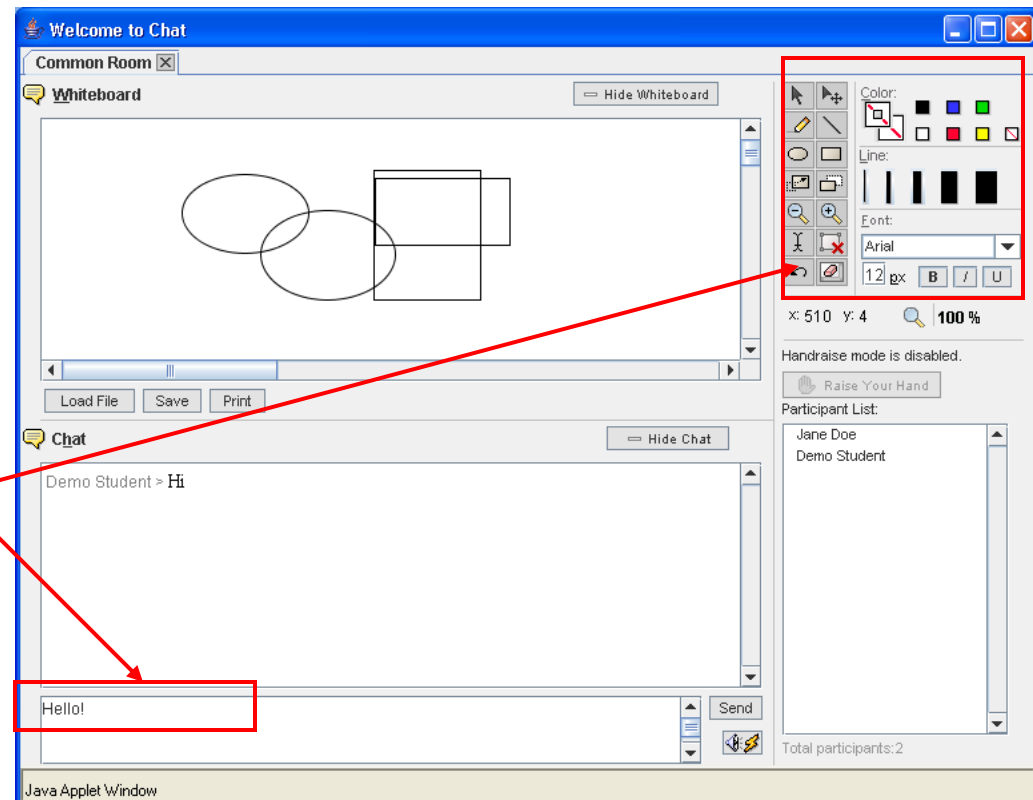 Welcome to Chat
Common Room
Whiteboard
Hide Whiteboard
Color:
Line:
Font:
Arial
12 px B I U
x: 510 y: 4 100 %
Handraise mode is disabled.
Raise Your Hand
Load File Save Print
Participant List:
Jane Doe
Demo Student
Chat
Hide Chat
Demo Student > Hi
Hello!
Send
Total participants:2
Java Applet Window